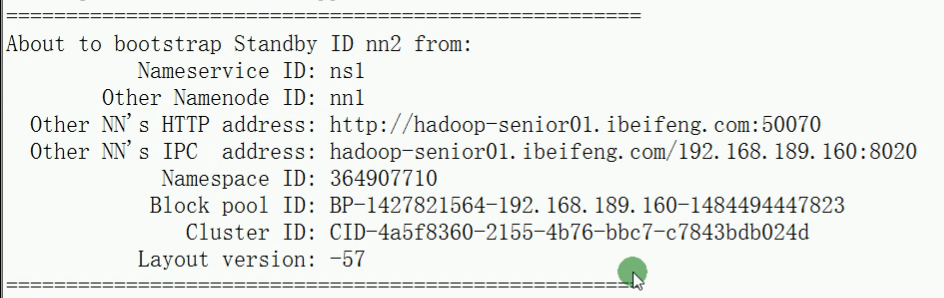 =====================================================
About to bootstrap Standby ID nn2 from:
Nameservice ID: ns1
Other Namenode ID: nn1
Other NN's HTTP address: http://hadoop-senior01.ibeifeng.com:50070
Other NN's IPC  address: hadoop-senior01.ibeifeng.com/192.168.189.160:8020
Namespace ID: 364907710
Block pool ID: BP-1427821564-192.168.189.160-1484494447823
Cluster ID: CID-4a5f8360-2155-4b76-bbc7-c7843bdb024d
Layout version: -57
=====================================================